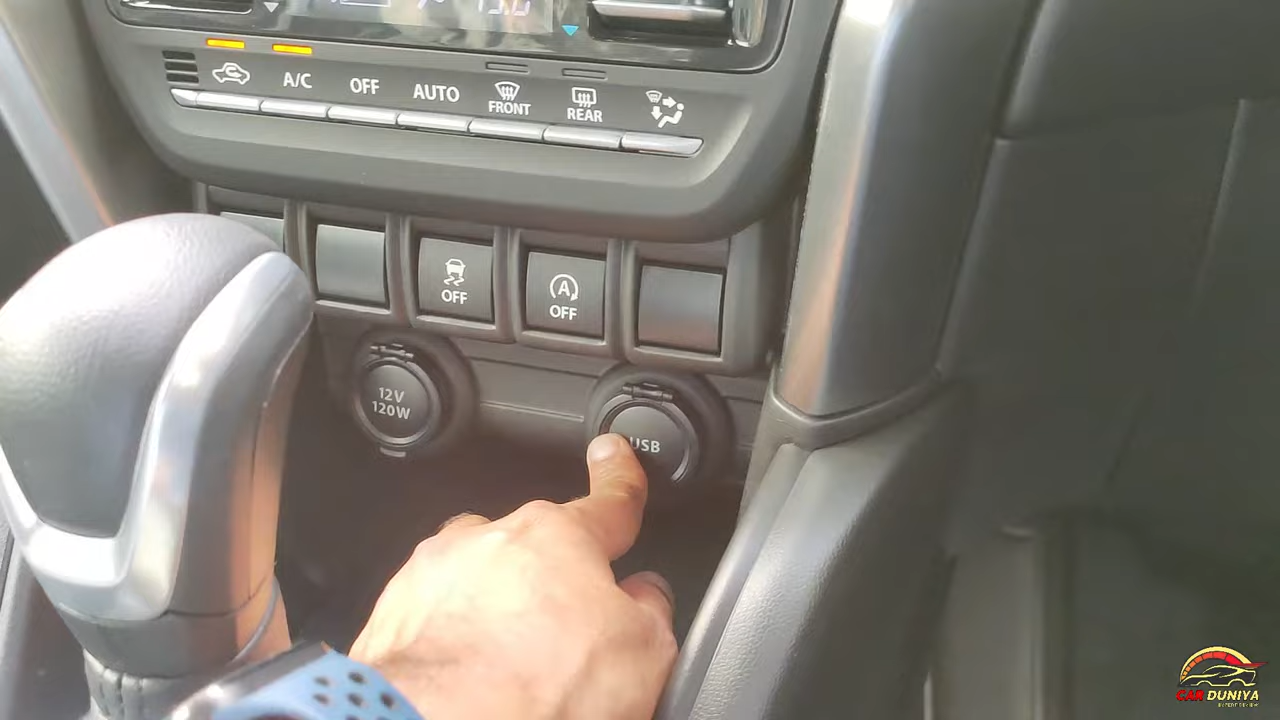 A/C
OFF
AUTO
FRONT
REAR
OFF
A
OFF
12V
120W
USB
CAR DUNIYA